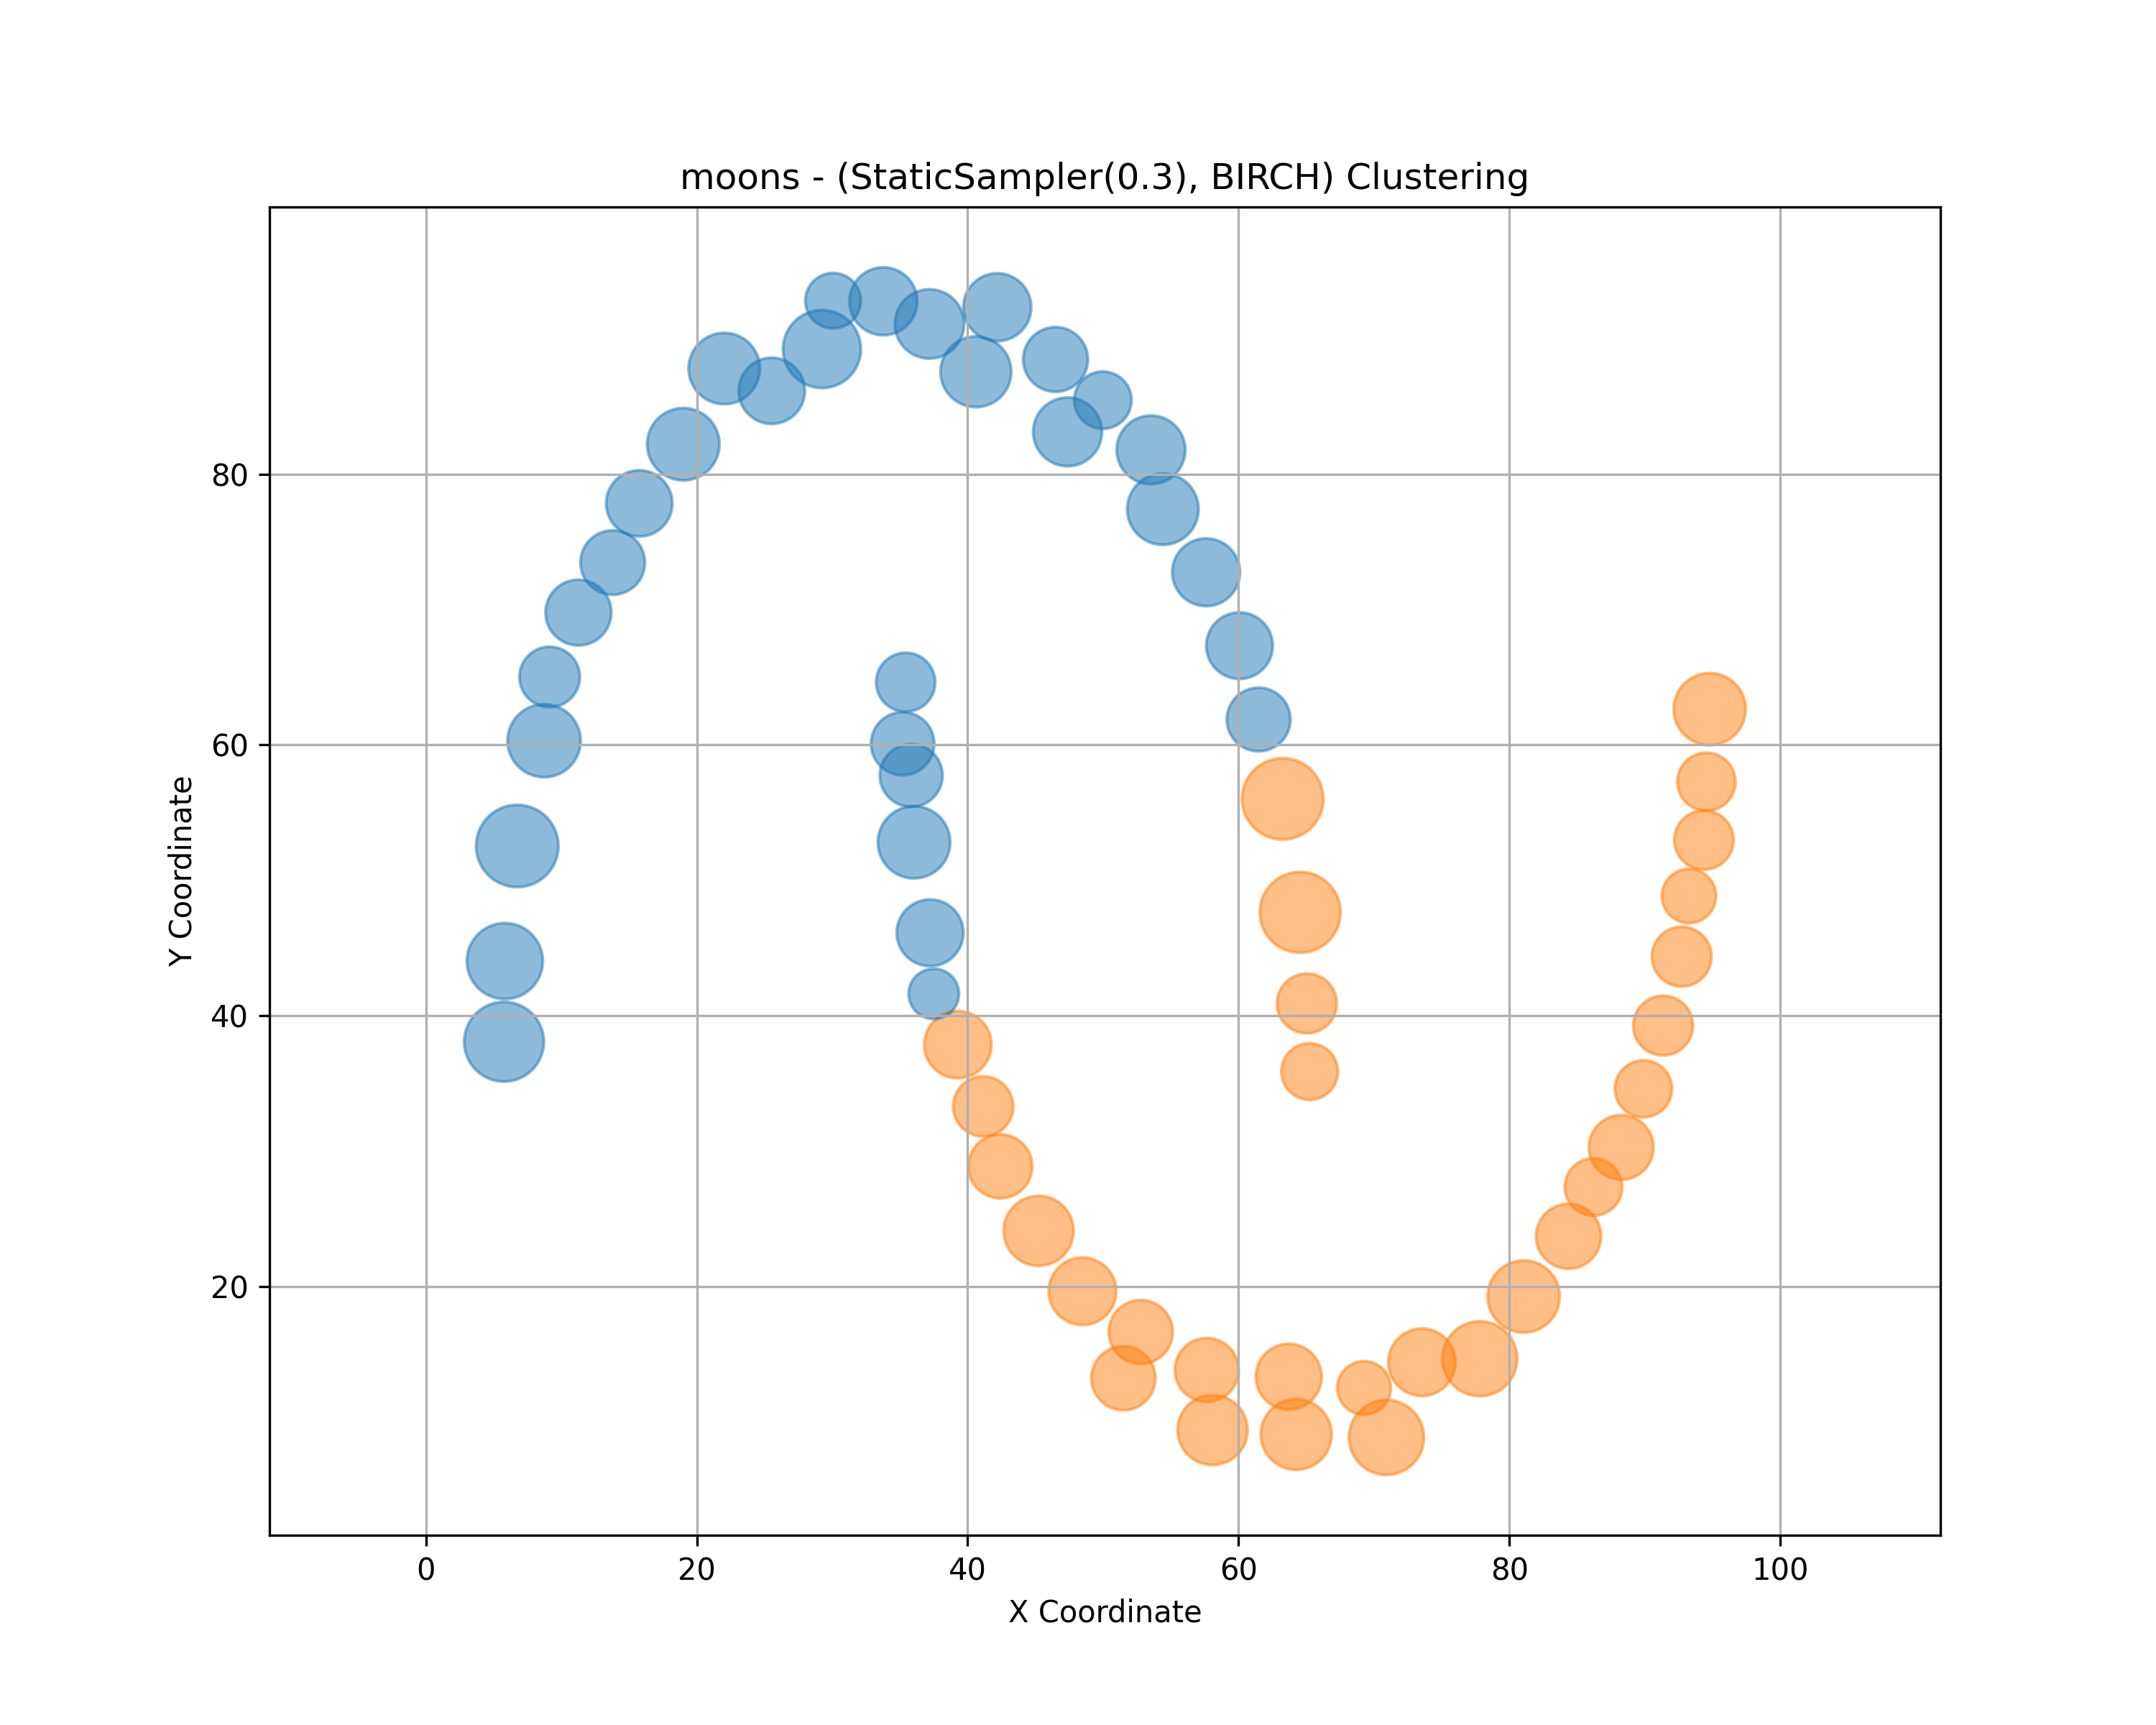 moons - (StaticSampler(0.3), BIRCH) Clustering
80
60
40
20
Y Coordinate
0 20 40 60 80 100
X Coordinate